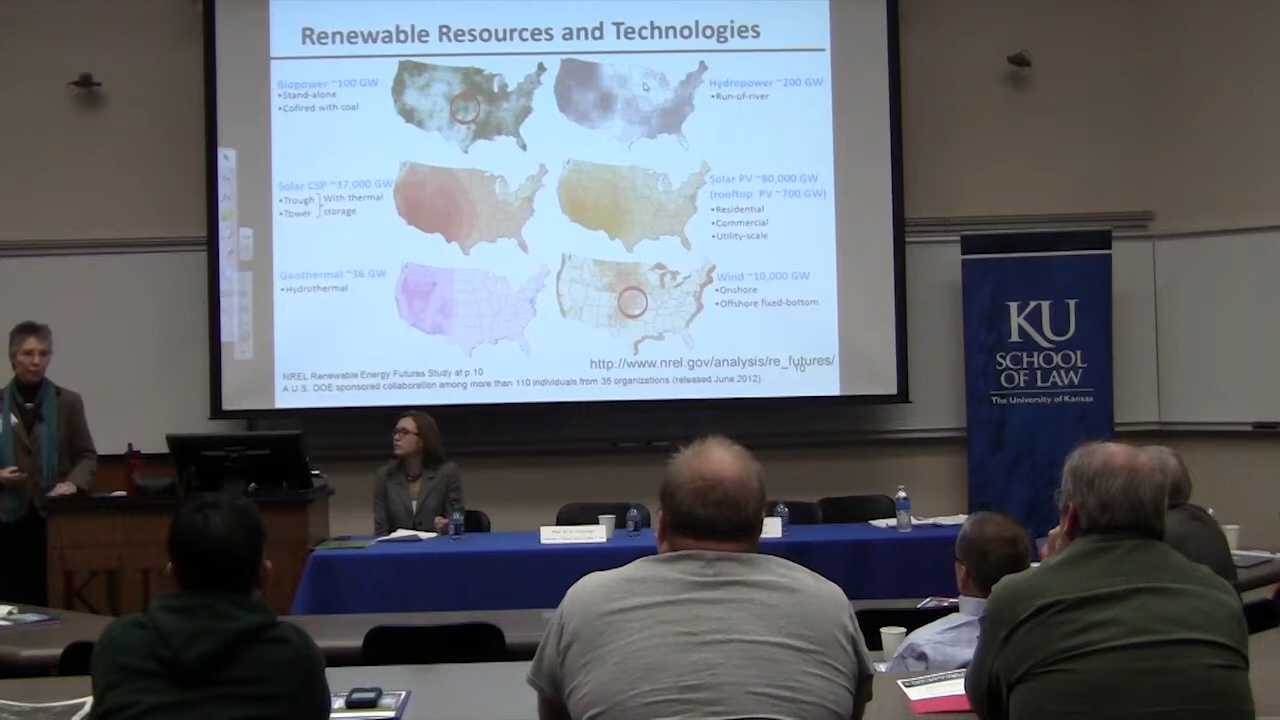 Renewable Resources and Technologies
Biopower ~100 GW
•Stand-alone
•Cofired with coal
Hydropower ~200 GW
•Run-of-river
Solar CSP ~37,000 GW
•Trough
•Tower
With thermal
storage
Solar PV ~80,000 GW
(rooftop PV ~700 GW)
•Residential
•Commercial
•Utility-scale
Geothermal ~36 GW
•Hydrothermal
Wind ~10,000 GW
•Onshore
•Offshore fixed-bottom
http://www.nrel.gov/analysis/re_futures/
10
NREL Renewable Energy Futures Study at p.10
A U.S. DOE sponsored collaboration among more than 110 individuals from 35 organizations (released June 2012)
KU
SCHOOL
OF LAW
The University of Kansas
KU